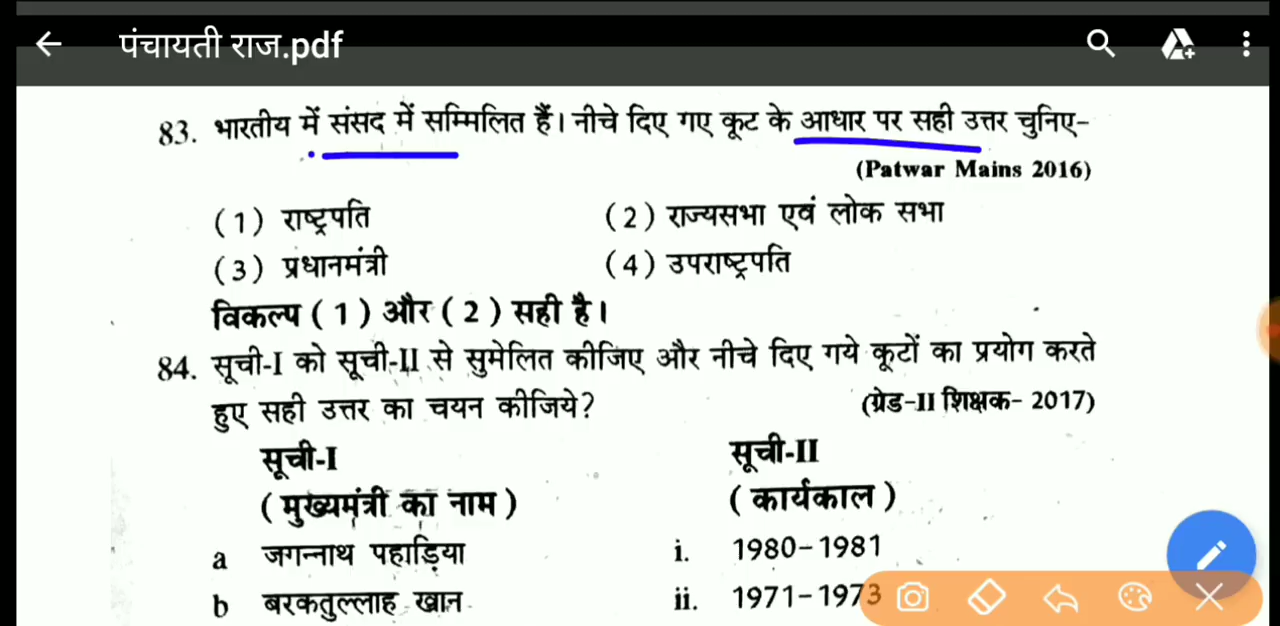 पंचायती राज.pdf
83. भारतीय में संसद में सम्मिलित हैं। नीचे दिए गए कूट के आधार पर सही उत्तर चुनिए-
(Patwar Mains 2016)
(1) राष्ट्रपति (2) राज्यसभा एवं लोक सभा
(3) प्रधानमंत्री (4) उपराष्ट्रपति
विकल्प (1) और (2) सही है।
84. सूची-I को सूची-II से सुमेलित कीजिए और नीचे दिए गये कूटों का प्रयोग करते
हुए सही उत्तर का चयन कीजिये? (ग्रेड-II शिक्षक- 2017)
सूची-I सूची-II
(मुख्यमंत्री का नाम) (कार्यकाल)
a जगन्नाथ पहाड़िया i. 1980-1981
b बरकतुल्लाह खान ii. 1971-1973